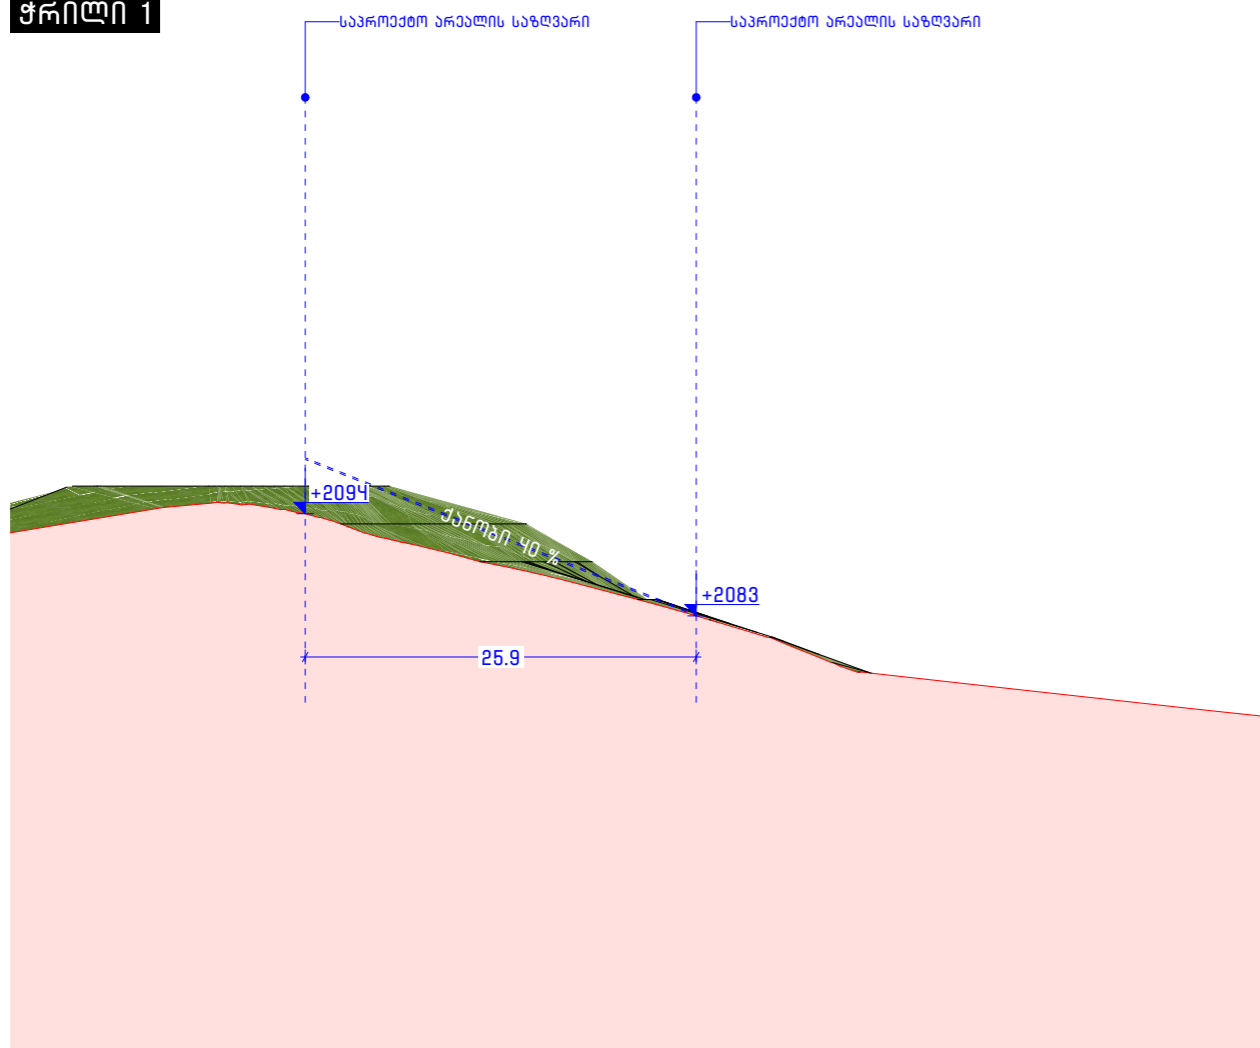 ჭრილი 1
საპროექტო არეალის საზღვარი
საპროექტო არეალის საზღვარი
+2094
ქანობი 40 %
+2083
25.9